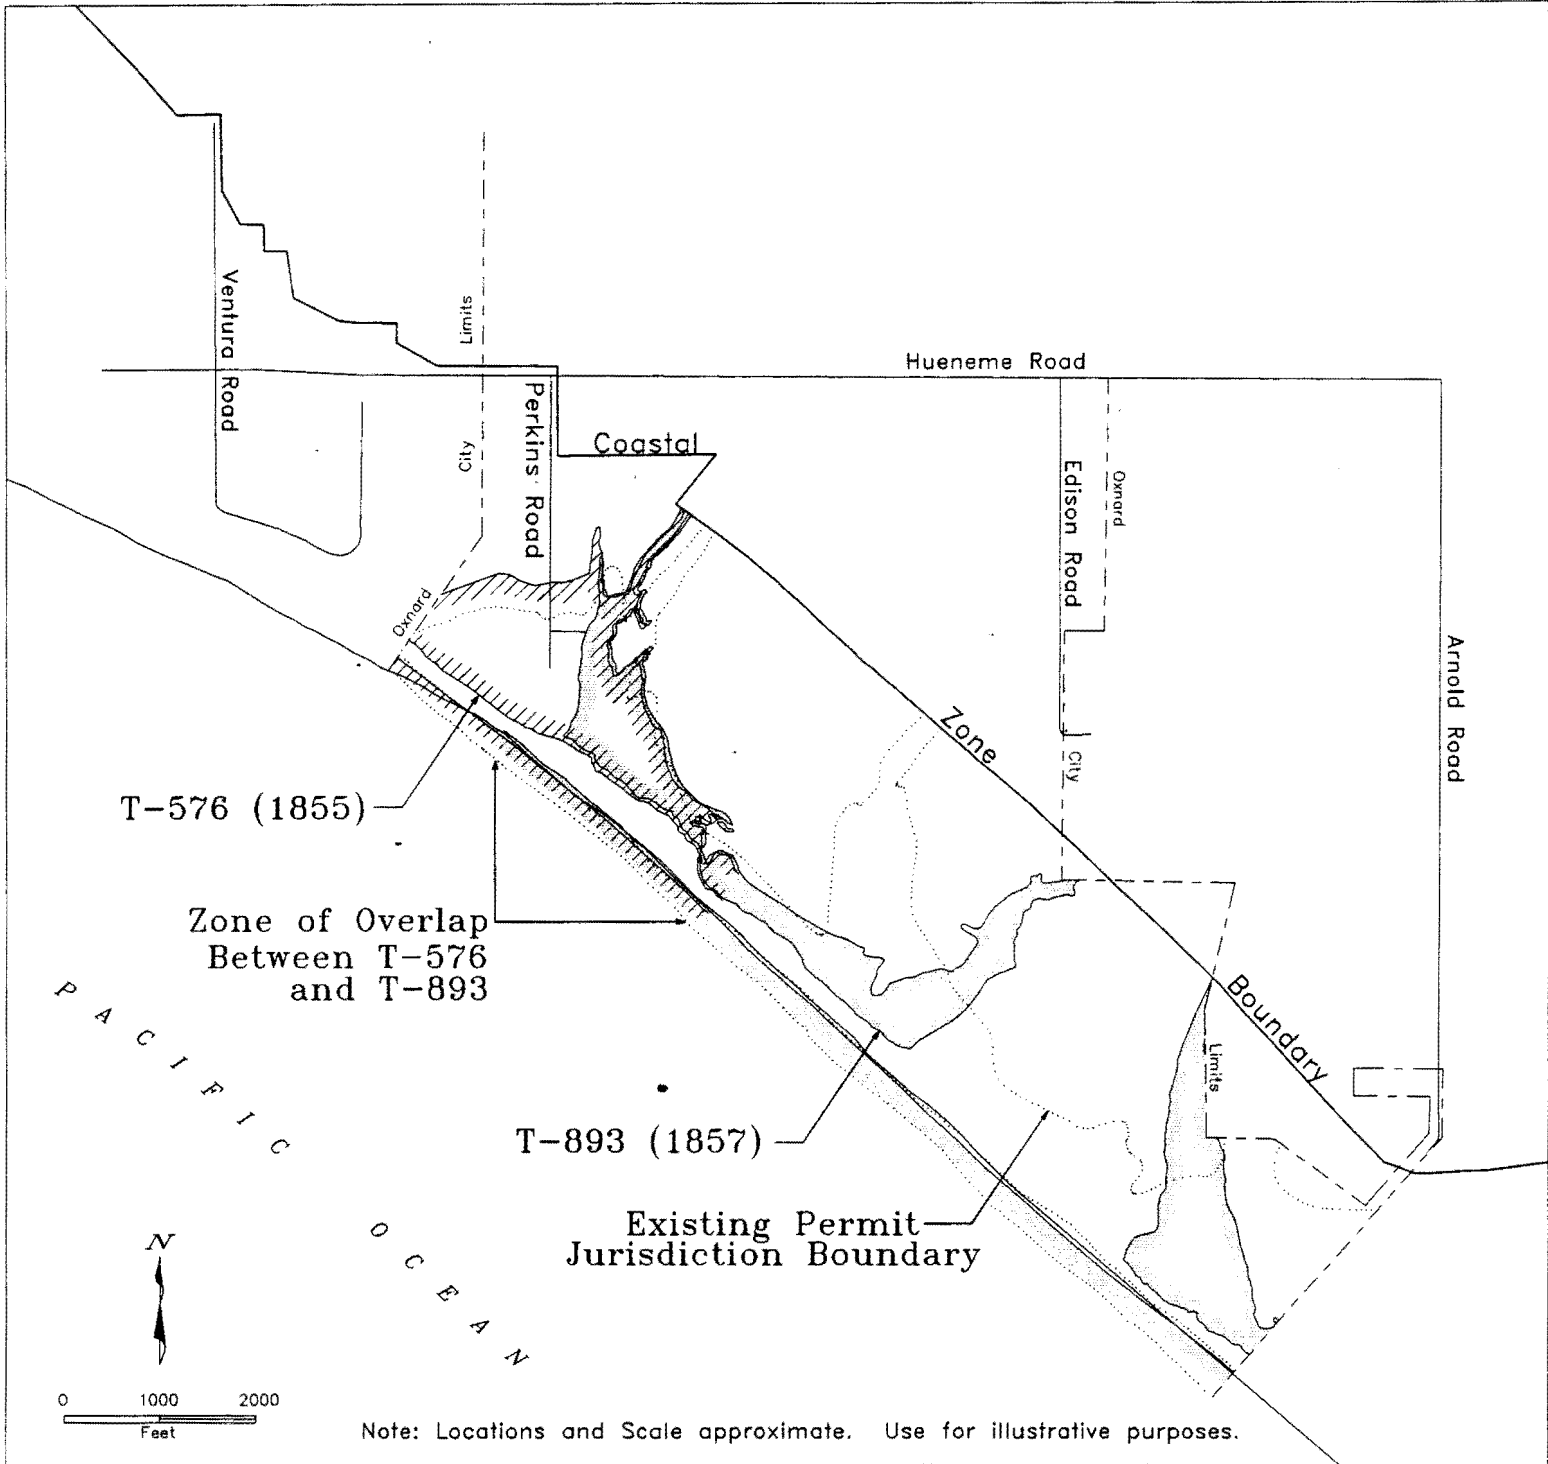 Ventura Road
Limits
City
Oxnard
Perkins Road
Hueneme Road
Coastal
Zone
Boundary
Edison Road
Oxnard
City
Limits
Arnold Road
T-576 (1855)
Zone of Overlap
Between T-576
and T-893
T-893 (1857)
Existing Permit
Jurisdiction Boundary
PACIFIC OCEAN
N
0 1000 2000
Feet
Note: Locations and Scale approximate. Use for illustrative purposes.